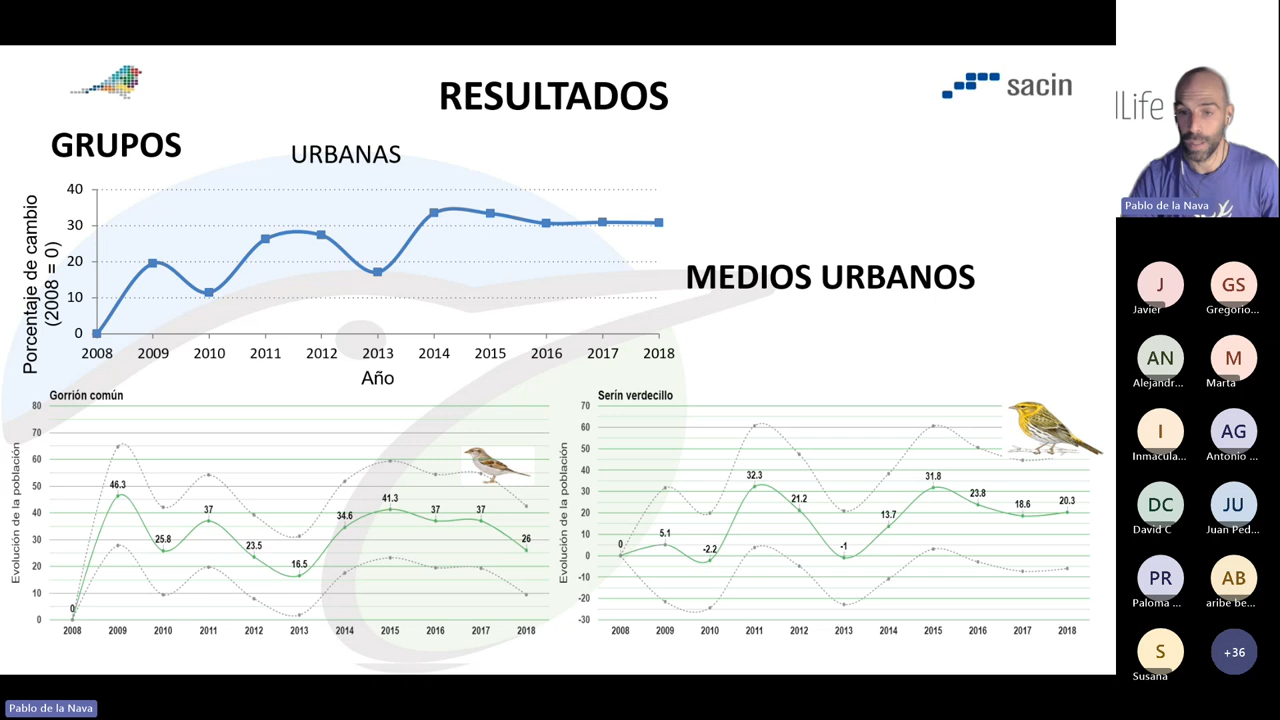 RESULTADOS
sacin
GRUPOS
URBANAS
Porcentaje de cambio
(2008 = 0)
40
30
20
10
0
2008 2009 2010 2011 2012 2013 2014 2015 2016 2017 2018
Año
MEDIOS URBANOS
Gorrión común
Evolución de la población
80
70
60
50
40
30
20
10
0
0 46.3 25.8 37 23.5 16.5 34.6 41.3 37 37 26
2008 2009 2010 2011 2012 2013 2014 2015 2016 2017 2018
Serín verdecillo
Evolución de la población
70
60
50
40
30
20
10
0
-10
-20
-30
0 5.1 -2.2 32.3 21.2 -1 13.7 31.8 23.8 18.6 20.3
2008 2009 2010 2011 2012 2013 2014 2015 2016 2017 2018
lLife
Pablo de la Nava
J GS
Javier Gregorio...
AN M
Alejandr... Marta
I AG
Inmacula... Antonio ...
DC JU
David C Juan Ped...
PR AB
Paloma ... aribe be...
S +36
Susana
Pablo de la Nava